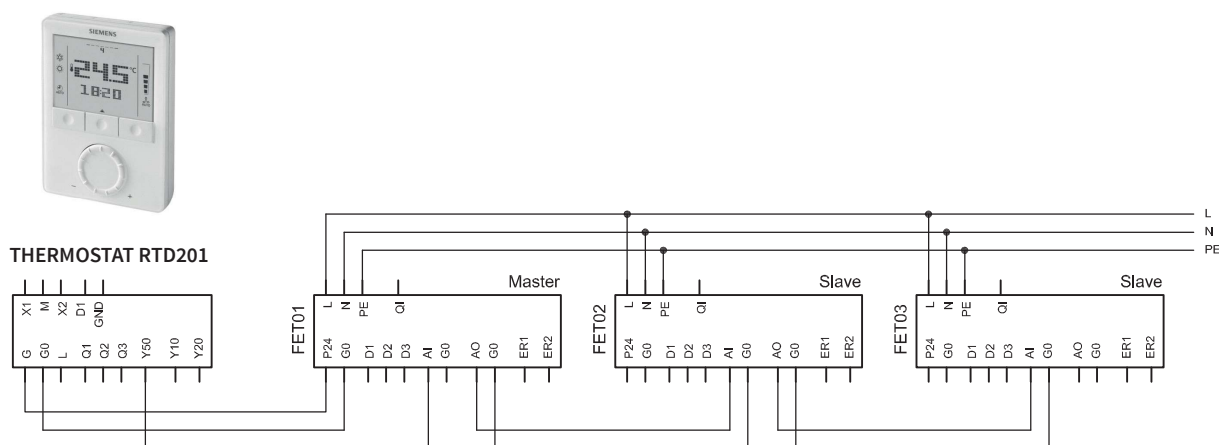 SIEMENS
24.5 °C
18:20
- +
THERMOSTAT RTD201
X1 M X2 D1 GND
G G0 L Q1 Q2 Q3 Y50 Y10 Y20
L
N
PE
Master
FET01
L N PE QI
P24 G0 D1 D2 D3 AI G0 AO G0 ER1 ER2
Slave
FET02
L N PE QI
P24 G0 D1 D2 D3 AI G0 AO G0 ER1 ER2
Slave
FET03
L N PE QI
P24 G0 D1 D2 D3 AI G0 AO G0 ER1 ER2